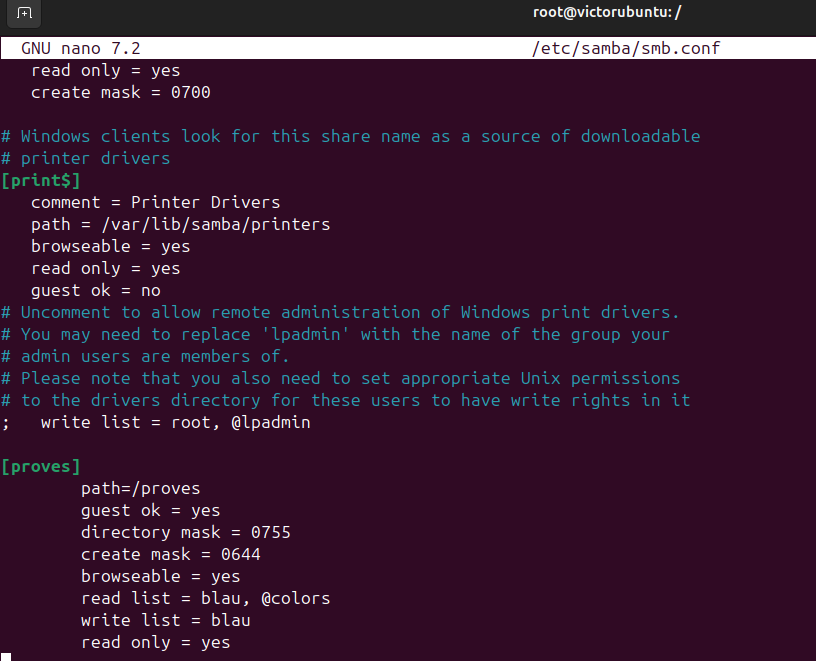 root@victorubuntu: /
GNU nano 7.2 /etc/samba/smb.conf
read only = yes
create mask = 0700
# Windows clients look for this share name as a source of downloadable
# printer drivers
[print$]
comment = Printer Drivers
path = /var/lib/samba/printers
browseable = yes
read only = yes
guest ok = no
# Uncomment to allow remote administration of Windows print drivers.
# You may need to replace 'lpadmin' with the name of the group your
# admin users are members of.
# Please note that you also need to set appropriate Unix permissions
# to the drivers directory for these users to have write rights in it
;   write list = root, @lpadmin
[proves]
path=/proves
guest ok = yes
directory mask = 0755
create mask = 0644
browseable = yes
read list = blau, @colors
write list = blau
read only = yes